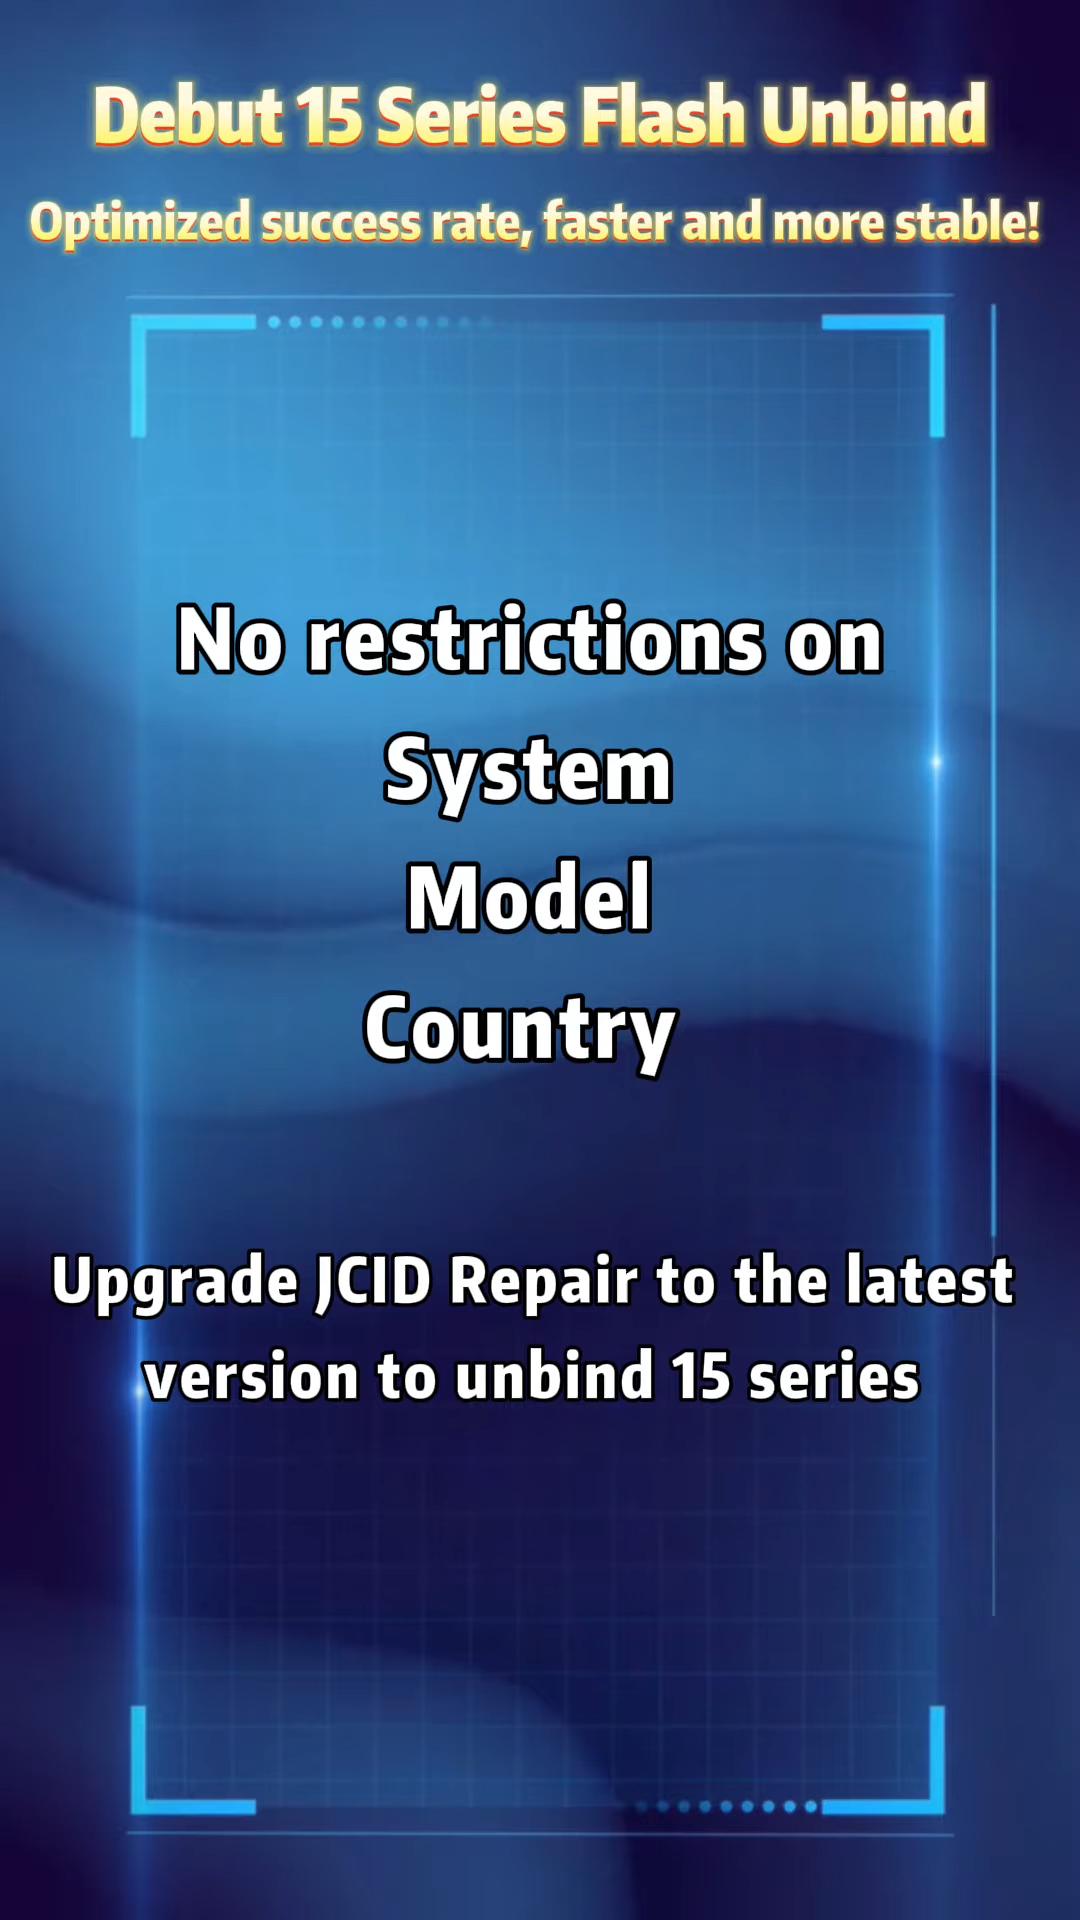 Debut 15 Series Flash Unbind
Optimized success rate, faster and more stable!
No restrictions on
System
Model
Country
Upgrade JCID Repair to the latest
version to unbind 15 series